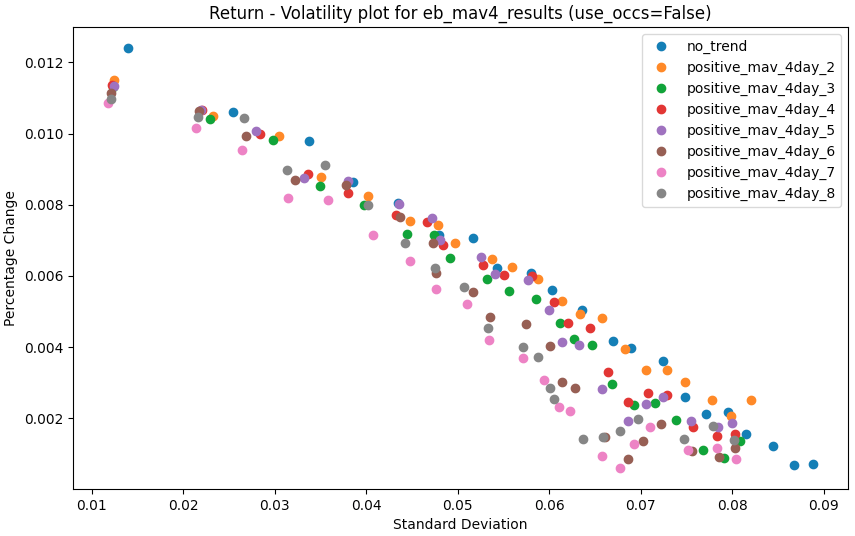 Return - Volatility plot for eb_mav4_results (use_occs=False)
no_trend
positive_mav_4day_2
positive_mav_4day_3
positive_mav_4day_4
positive_mav_4day_5
positive_mav_4day_6
positive_mav_4day_7
positive_mav_4day_8
Percentage Change
0.012
0.010
0.008
0.006
0.004
0.002
0.01 0.02 0.03 0.04 0.05 0.06 0.07 0.08 0.09
Standard Deviation